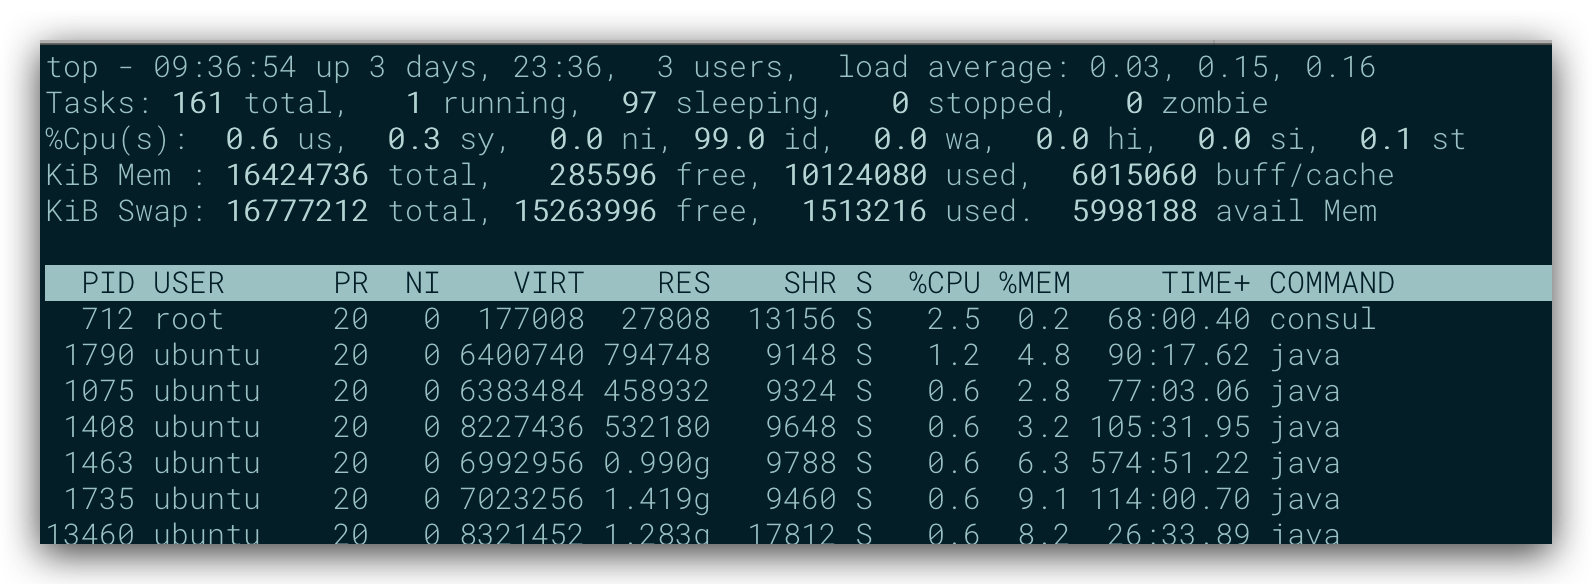 top - 09:36:54 up 3 days, 23:36,  3 users,  load average: 0.03, 0.15, 0.16
Tasks: 161 total,   1 running,  97 sleeping,   0 stopped,   0 zombie
%Cpu(s):  0.6 us,  0.3 sy,  0.0 ni, 99.0 id,  0.0 wa,  0.0 hi,  0.0 si,  0.1 st
KiB Mem : 16424736 total,   285596 free, 10124080 used,  6015060 buff/cache
KiB Swap: 16777212 total, 15263996 free,  1513216 used.  5998188 avail Mem
  PID USER      PR  NI    VIRT    RES    SHR S  %CPU %MEM     TIME+ COMMAND
  712 root      20   0  177008  27808  13156 S   2.5  0.2  68:00.40 consul
 1790 ubuntu    20   0 6400740 794748   9148 S   1.2  4.8  90:17.62 java
 1075 ubuntu    20   0 6383484 458932   9324 S   0.6  2.8  77:03.06 java
 1408 ubuntu    20   0 8227436 532180   9648 S   0.6  3.2 105:31.95 java
 1463 ubuntu    20   0 6992956 0.990g   9788 S   0.6  6.3 574:51.22 java
 1735 ubuntu    20   0 7023256 1.419g   9460 S   0.6  9.1 114:00.70 java
13460 ubuntu    20   0 8321452 1.283g  17812 S   0.6  8.2  26:33.89 java